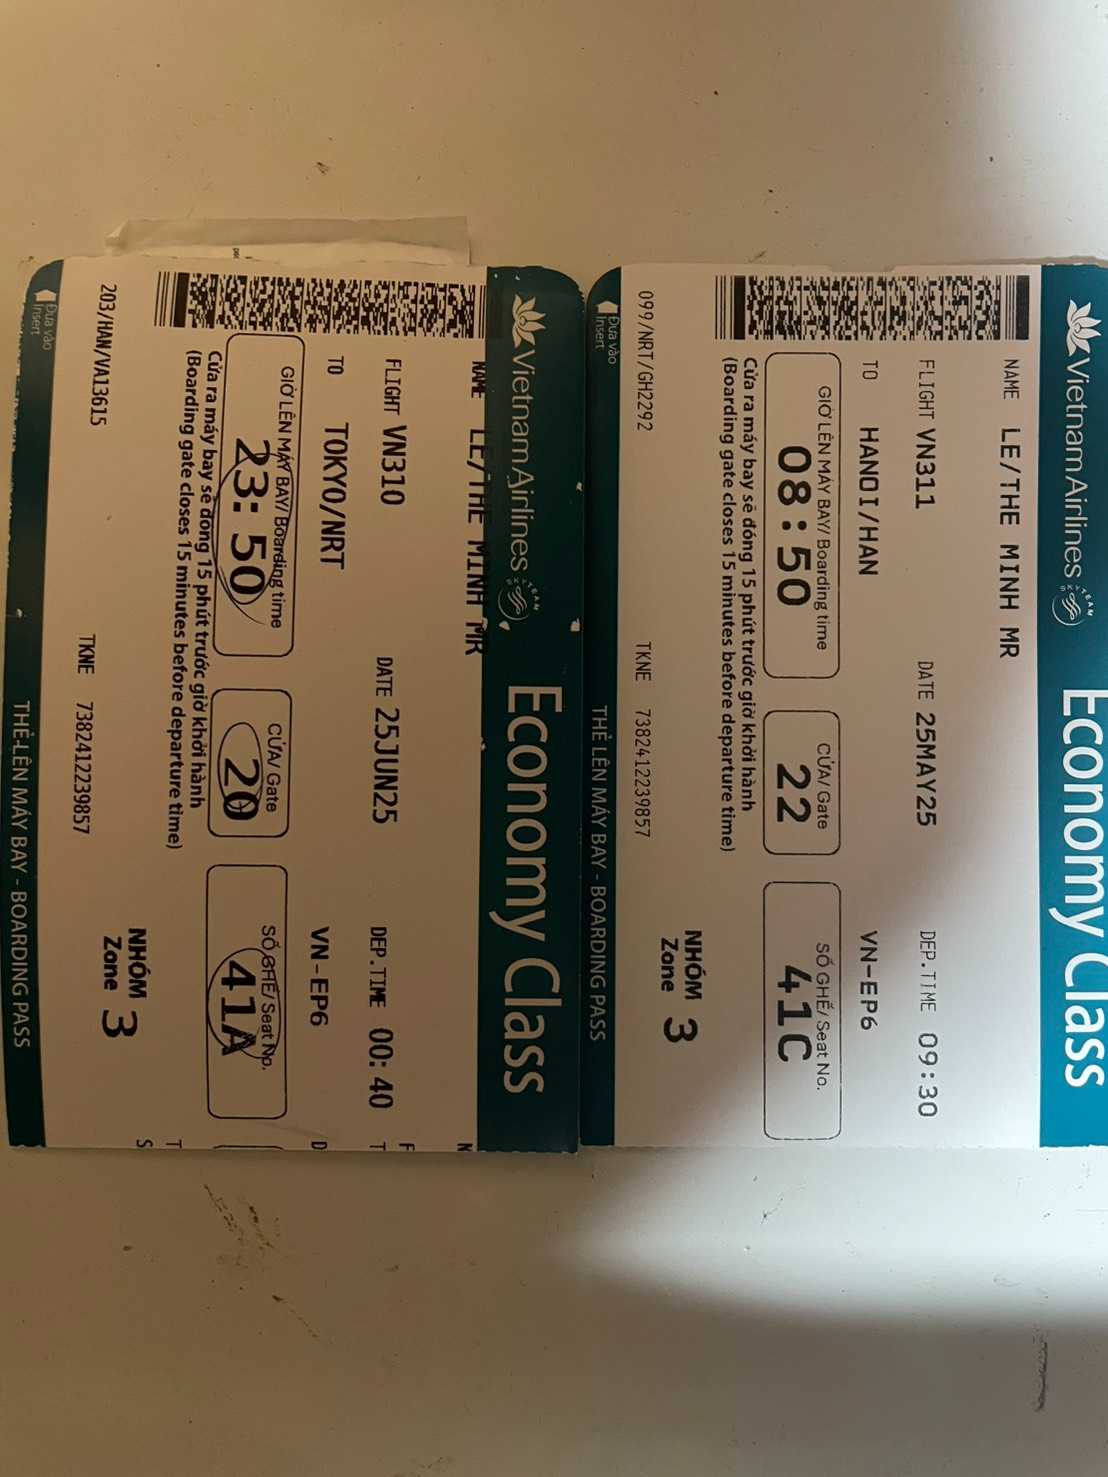 Vietnam Airlines SKYTEAM Economy Class
NAME LE/THE MINH MR
FLIGHT VN311 DATE 25MAY25 DEP.TIME 09:30
TO HANOI/HAN VN-EP6
GIỜ LÊN MÁY BAY/ Boarding time CỬA/ Gate SỐ GHẾ/ Seat No.
08:50 22 41C
Cửa ra máy bay sẽ đóng 15 phút trước giờ khởi hành
(Boarding gate closes 15 minutes before departure time)
NHÓM
Zone 3
099/NRT/GH2292 TKNE 7382412239857
Đưa vào
Insert
THẺ LÊN MÁY BAY - BOARDING PASS
Vietnam Airlines SKYTEAM Economy Class
NAME LE/THE MINH MR
FLIGHT VN310 DATE 25JUN25 DEP.TIME 00:40
TO TOKYO/NRT VN-EP6
GIỜ LÊN MÁY BAY/ Boarding time CỬA/ Gate SỐ GHẾ/ Seat No.
23:50 20 41A
Cửa ra máy bay sẽ đóng 15 phút trước giờ khởi hành
(Boarding gate closes 15 minutes before departure time)
NHÓM
Zone 3
203/HAN/VA13615 TKNE 7382412239857
Đưa vào
Insert
THẺ LÊN MÁY BAY - BOARDING PASS